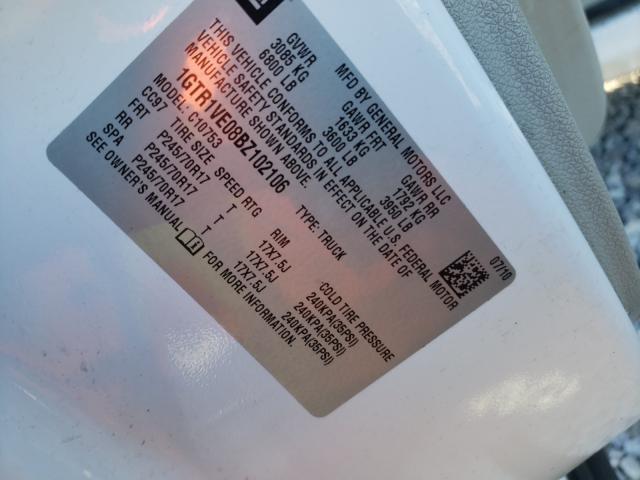 MFD BY GENERAL MOTORS LLC 07/10
GVWR GAWR FRT GAWR RR
3085 KG 1633 KG 1792 KG
6800 LB 3600 LB 3950 LB
THIS VEHICLE CONFORMS TO ALL APPLICABLE U.S. FEDERAL MOTOR
VEHICLE SAFETY STANDARDS IN EFFECT ON THE DATE OF
MANUFACTURE SHOWN ABOVE.
1GTR1VE08BZ102106 TYPE: TRUCK
MODEL: C10753
CC97 TIRE SIZE SPEED RTG RIM COLD TIRE PRESSURE
FRT P245/70R17 T 17X7.5J 240KPA(35PSI)
RR P245/70R17 T 17X7.5J 240KPA(35PSI)
SPA P245/70R17 T 17X7.5J 240KPA(35PSI)
SEE OWNER'S MANUAL FOR MORE INFORMATION.